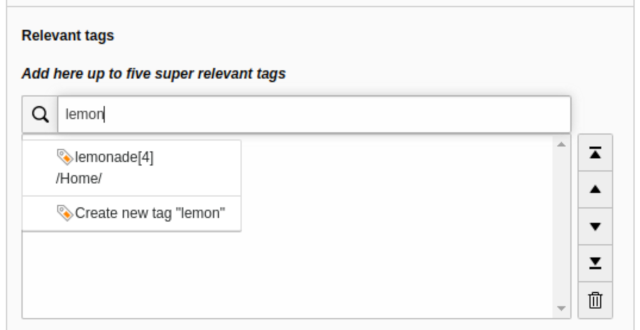 Relevant tags
Add here up to five super relevant tags
lemon
lemonade[4]
/Home/
Create new tag "lemon"